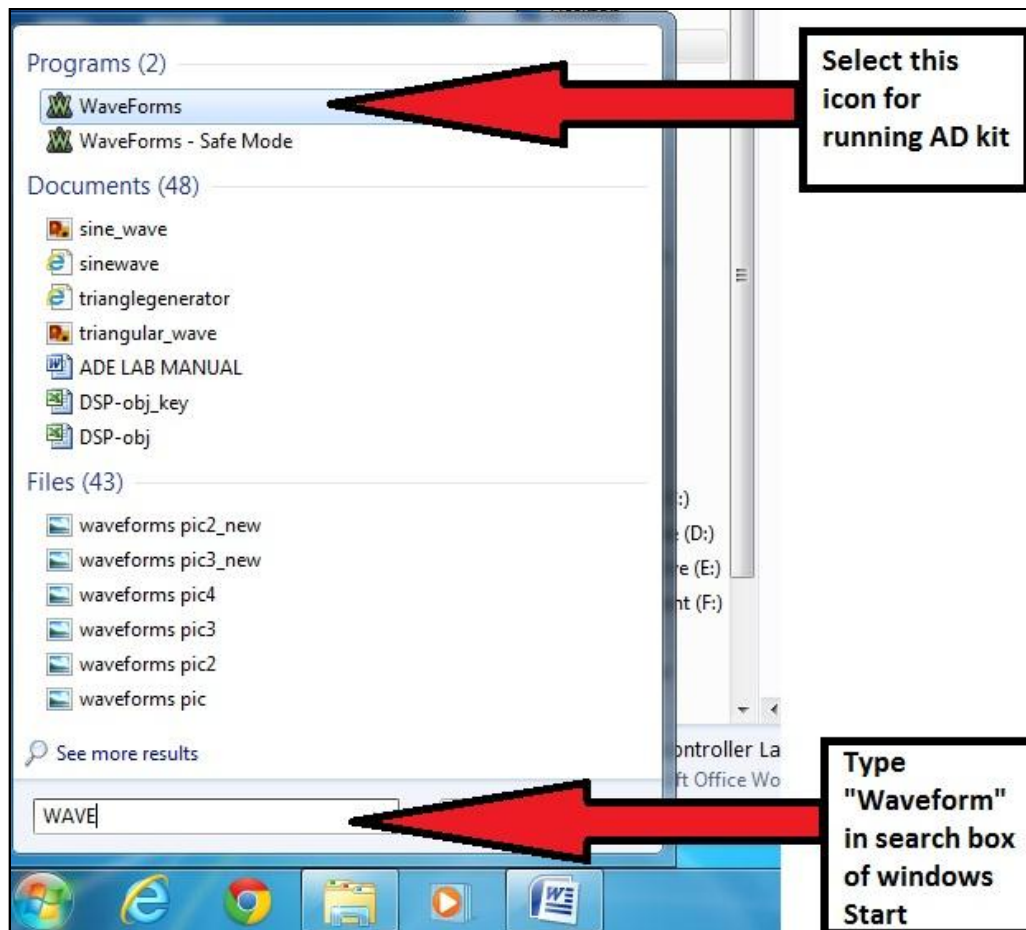 Programs (2)
WaveForms
WaveForms - Safe Mode
Documents (48)
sine_wave
sinewave
trianglegenerator
triangular_wave
ADE LAB MANUAL
DSP-obj_key
DSP-obj
Files (43)
waveforms pic2_new
waveforms pic3_new
waveforms pic4
waveforms pic3
waveforms pic2
waveforms pic
See more results
WAVE
:)
(D:)
(E:)
(F:)
La
Office
Select this
icon for
running AD kit
Type
"Waveform"
in search box
of windows
Start